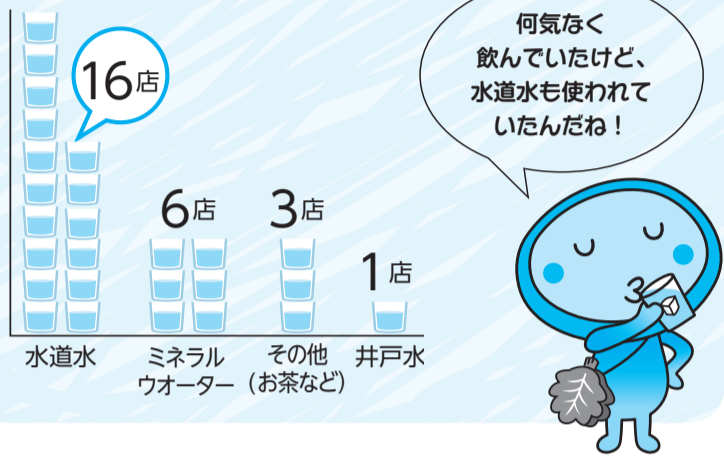 何気なく
飲んでいたけど、
水道水も使われて
いたんだね！
16店
6店
3店
1店
水道水
ミネラル
ウオーター
その他
（お茶など）
井戸水